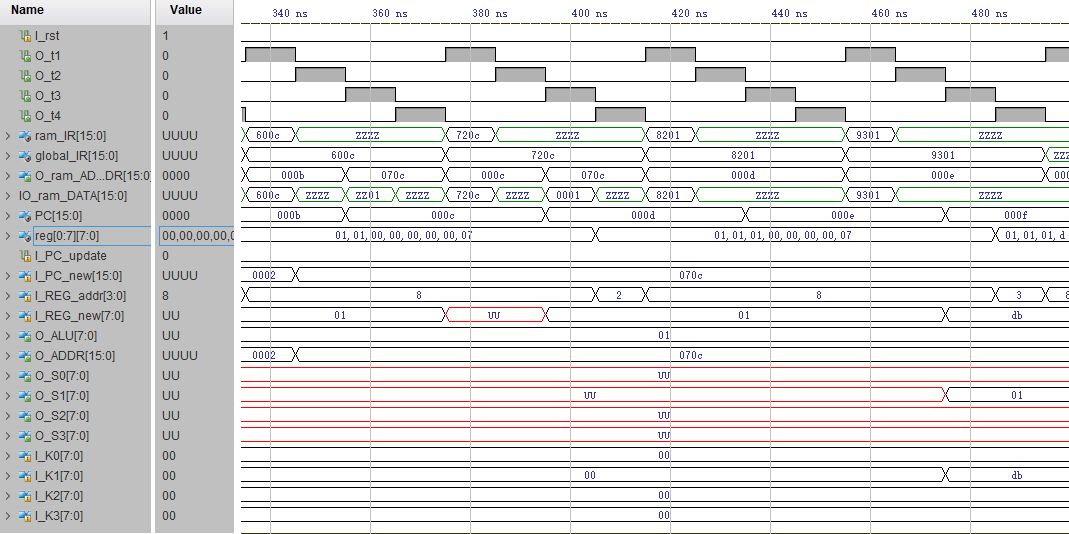 Name Value 340 ns 360 ns 380 ns 400 ns 420 ns 440 ns 460 ns 480 ns
I_rst 1
O_t1 0
O_t2 0
O_t3 0
O_t4 0
ram_IR[15:0] UUUU 600c ZZZZ 720c ZZZZ 8201 ZZZZ 9301 ZZZZ
global_IR[15:0] UUUU 600c 720c 8201 9301 ZZZ
O_ram_AD...DR[15:0] 0000 000b 070c 000c 070c 000d 000e 000
IO_ram_DATA[15:0] UUUU 600c ZZZZ ZZ01 ZZZZ 720c ZZZZ 0001 ZZZZ 8201 ZZZZ 9301 ZZZZ
PC[15:0] 0000 000b 000c 000d 000e 000f
reg[0:7][7:0] 00,00,00,00,0 01,01,00,00,00,00,00,07 01,01,01,00,00,00,00,07 01,01,01,d
I_PC_update 0
I_PC_new[15:0] UUUU 0002 070c
I_REG_addr[3:0] 8 8 2 8 3 8
I_REG_new[7:0] UU 01 UU 01 db
O_ALU[7:0] UU 01
O_ADDR[15:0] UUUU 0002 070c
O_S0[7:0] UU UU
O_S1[7:0] UU UU 01
O_S2[7:0] UU UU
O_S3[7:0] UU UU
I_K0[7:0] 00 00
I_K1[7:0] 00 00 db
I_K2[7:0] 00 00
I_K3[7:0] 00 00